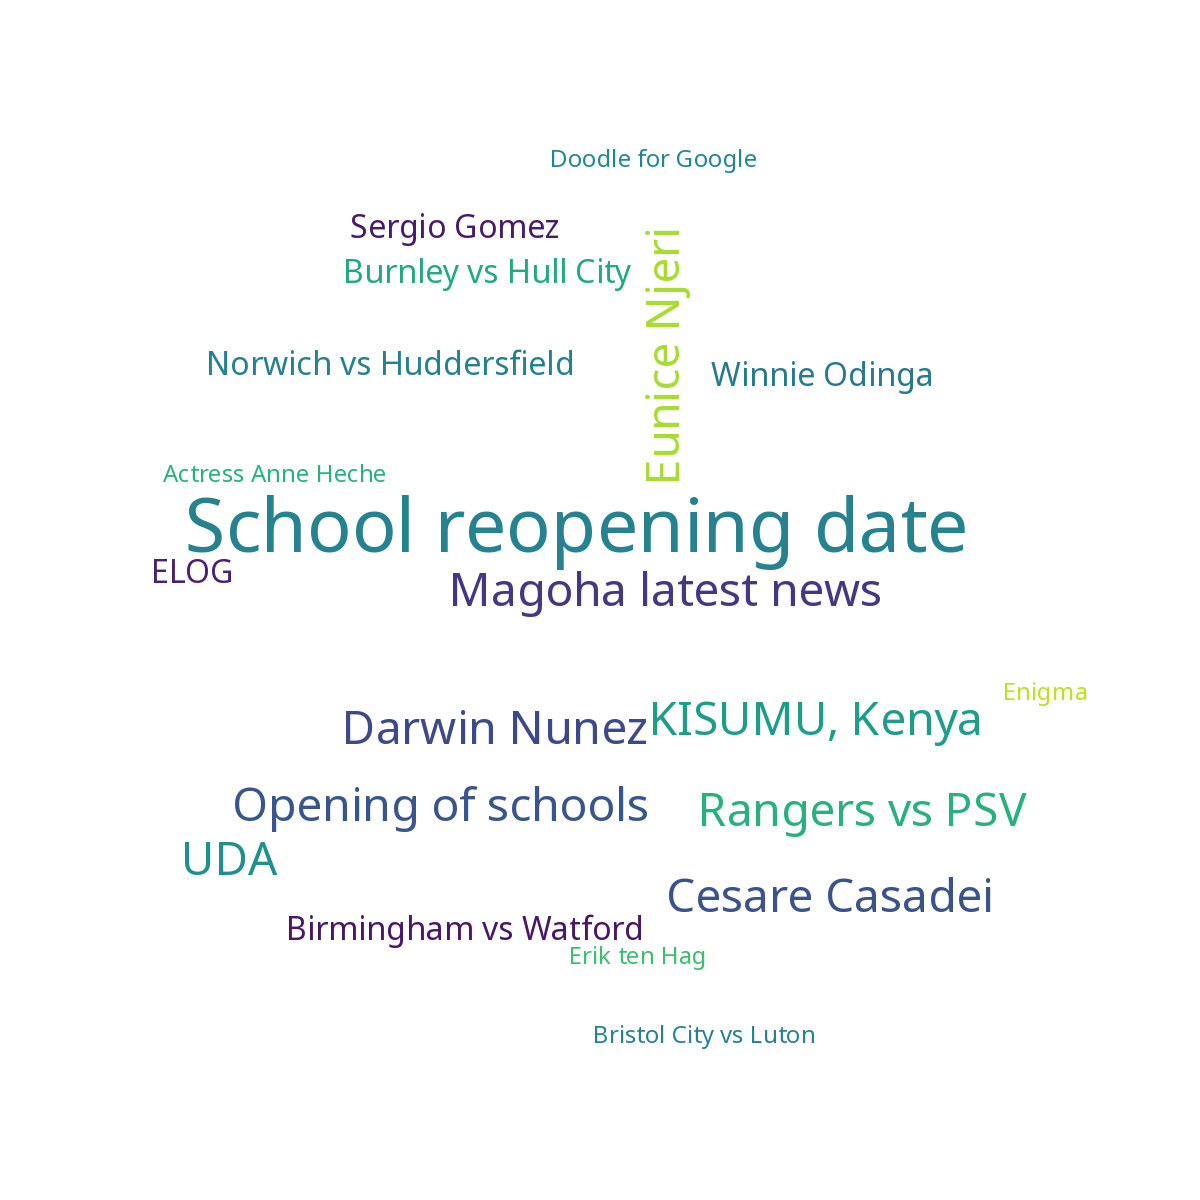 Doodle for Google
Sergio Gomez
Eunice Njeri
Burnley vs Hull City
Norwich vs Huddersfield
Winnie Odinga
Actress Anne Heche
School reopening date
ELOG
Magoha latest news
Enigma
KISUMU, Kenya
Darwin Nunez
Opening of schools
Rangers vs PSV
UDA
Cesare Casadei
Birmingham vs Watford
Erik ten Hag
Bristol City vs Luton